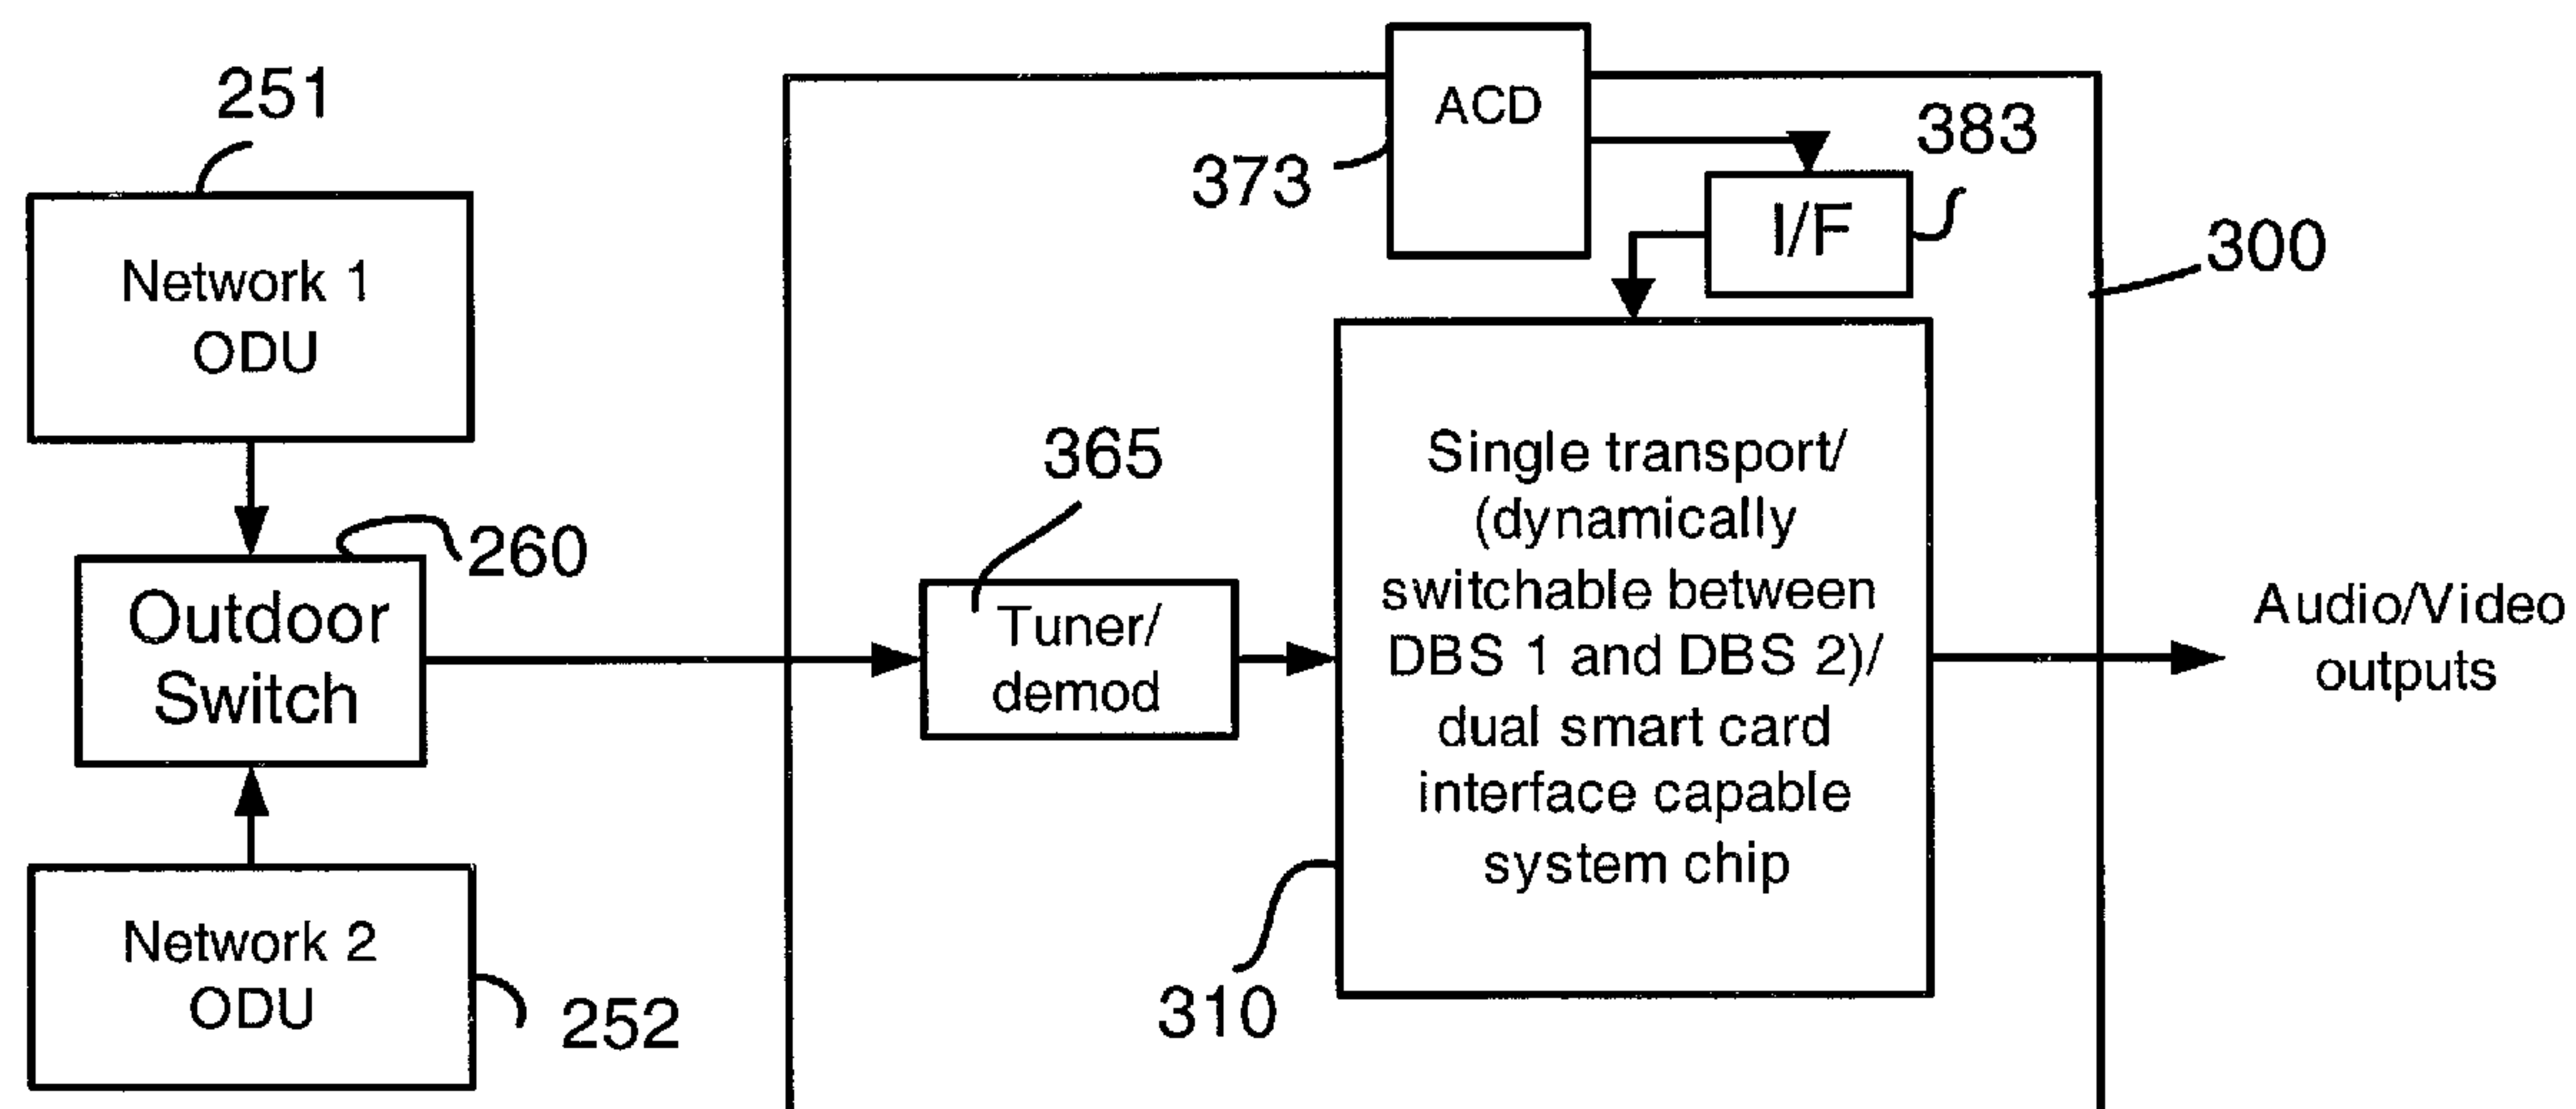 251
Network 1
ODU
260
Outdoor
Switch
Network 2
ODU
252
ACD
373
383
I/F
300
365
Tuner/
demod
Single transport/
(dynamically
switchable between
DBS 1 and DBS 2)/
dual smart card
interface capable
system chip
310
Audio/Video
outputs